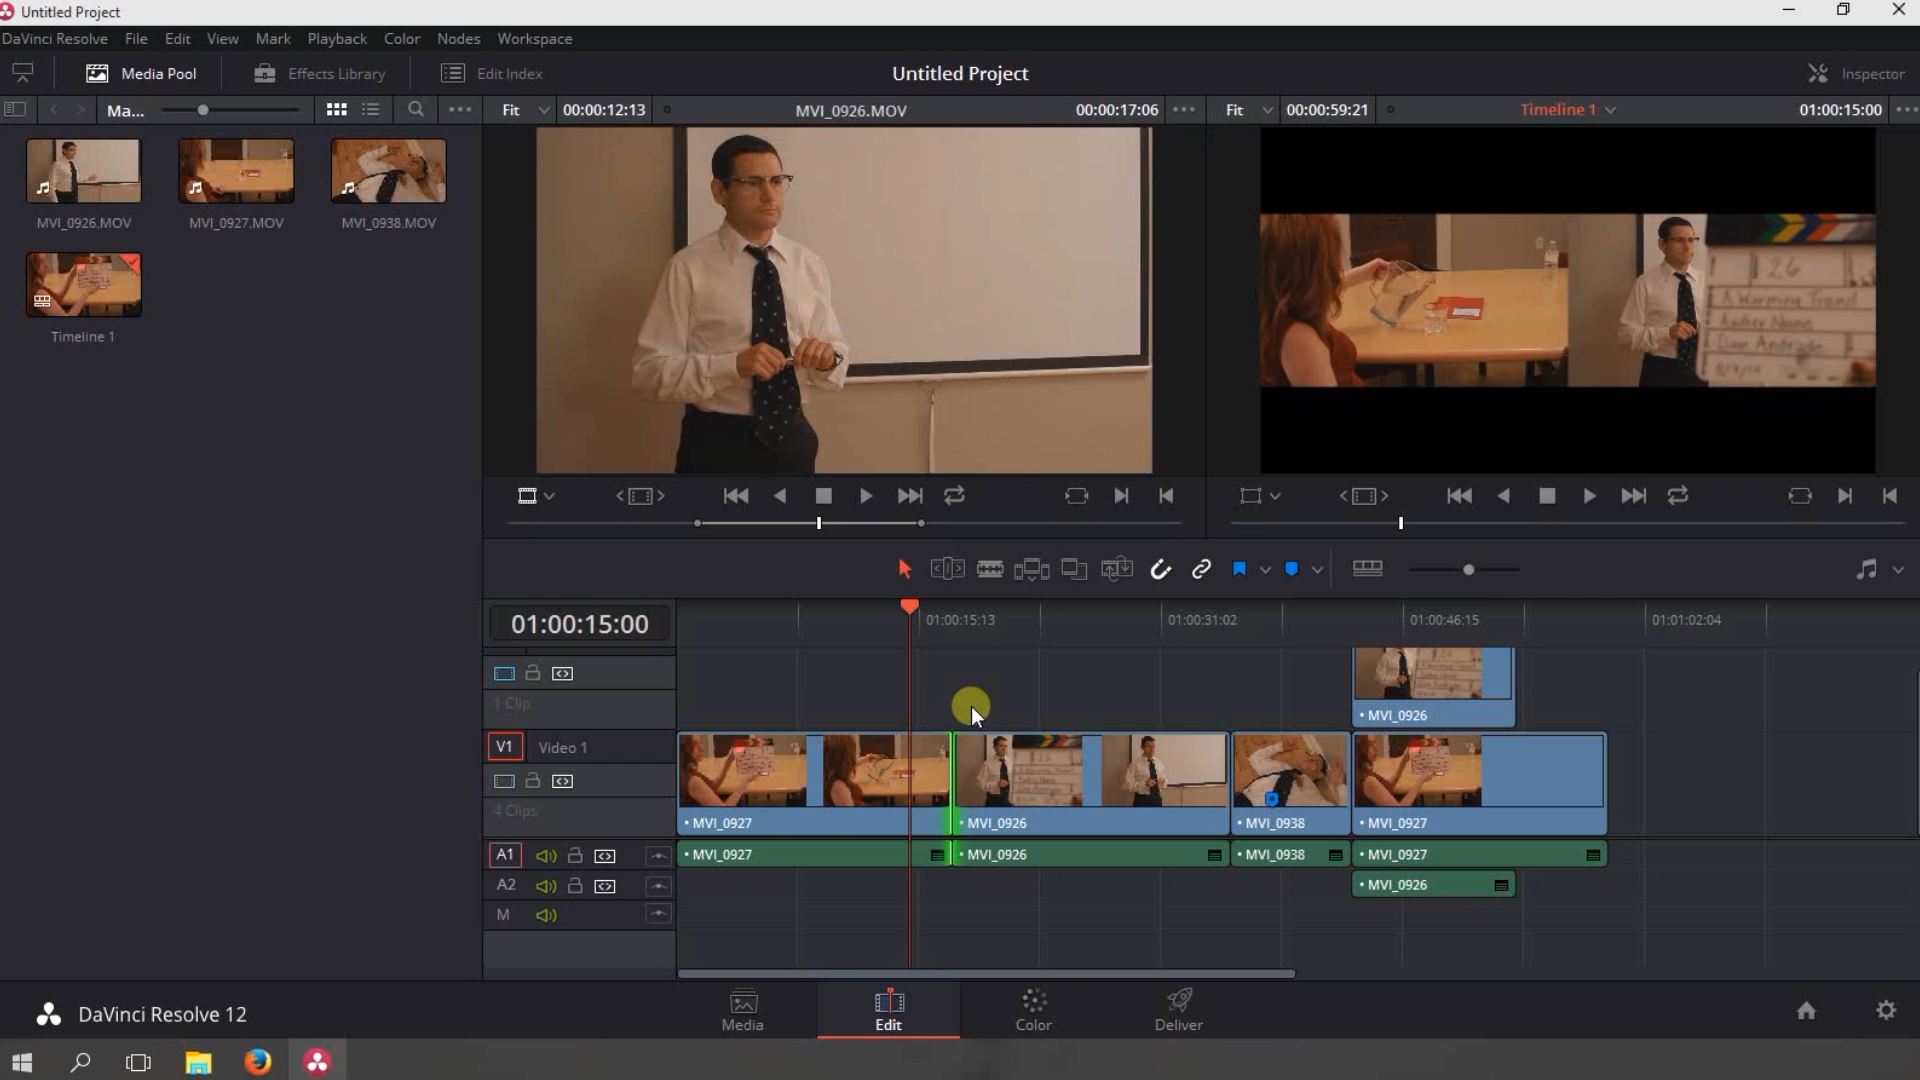 Untitled Project
DaVinci Resolve File Edit View Mark Playback Color Nodes Workspace
Media Pool Effects Library Edit Index Untitled Project Inspector
Ma... Fit 00:00:12:13 MVI_0926.MOV 00:00:17:06 Fit 00:00:59:21 Timeline 1 01:00:15:00
MVI_0926.MOV MVI_0927.MOV MVI_0938.MOV
Timeline 1
26
A Warming Trend
01:00:15:00 01:00:15:13 01:00:31:02 01:00:46:15 01:01:02:04
1 Clip
MVI_0926
V1 Video 1
4 Clips
MVI_0927 MVI_0926 MVI_0938 MVI_0927
A1 MVI_0927 MVI_0926 MVI_0938 MVI_0927
A2 MVI_0926
M
DaVinci Resolve 12 Media Edit Color Deliver